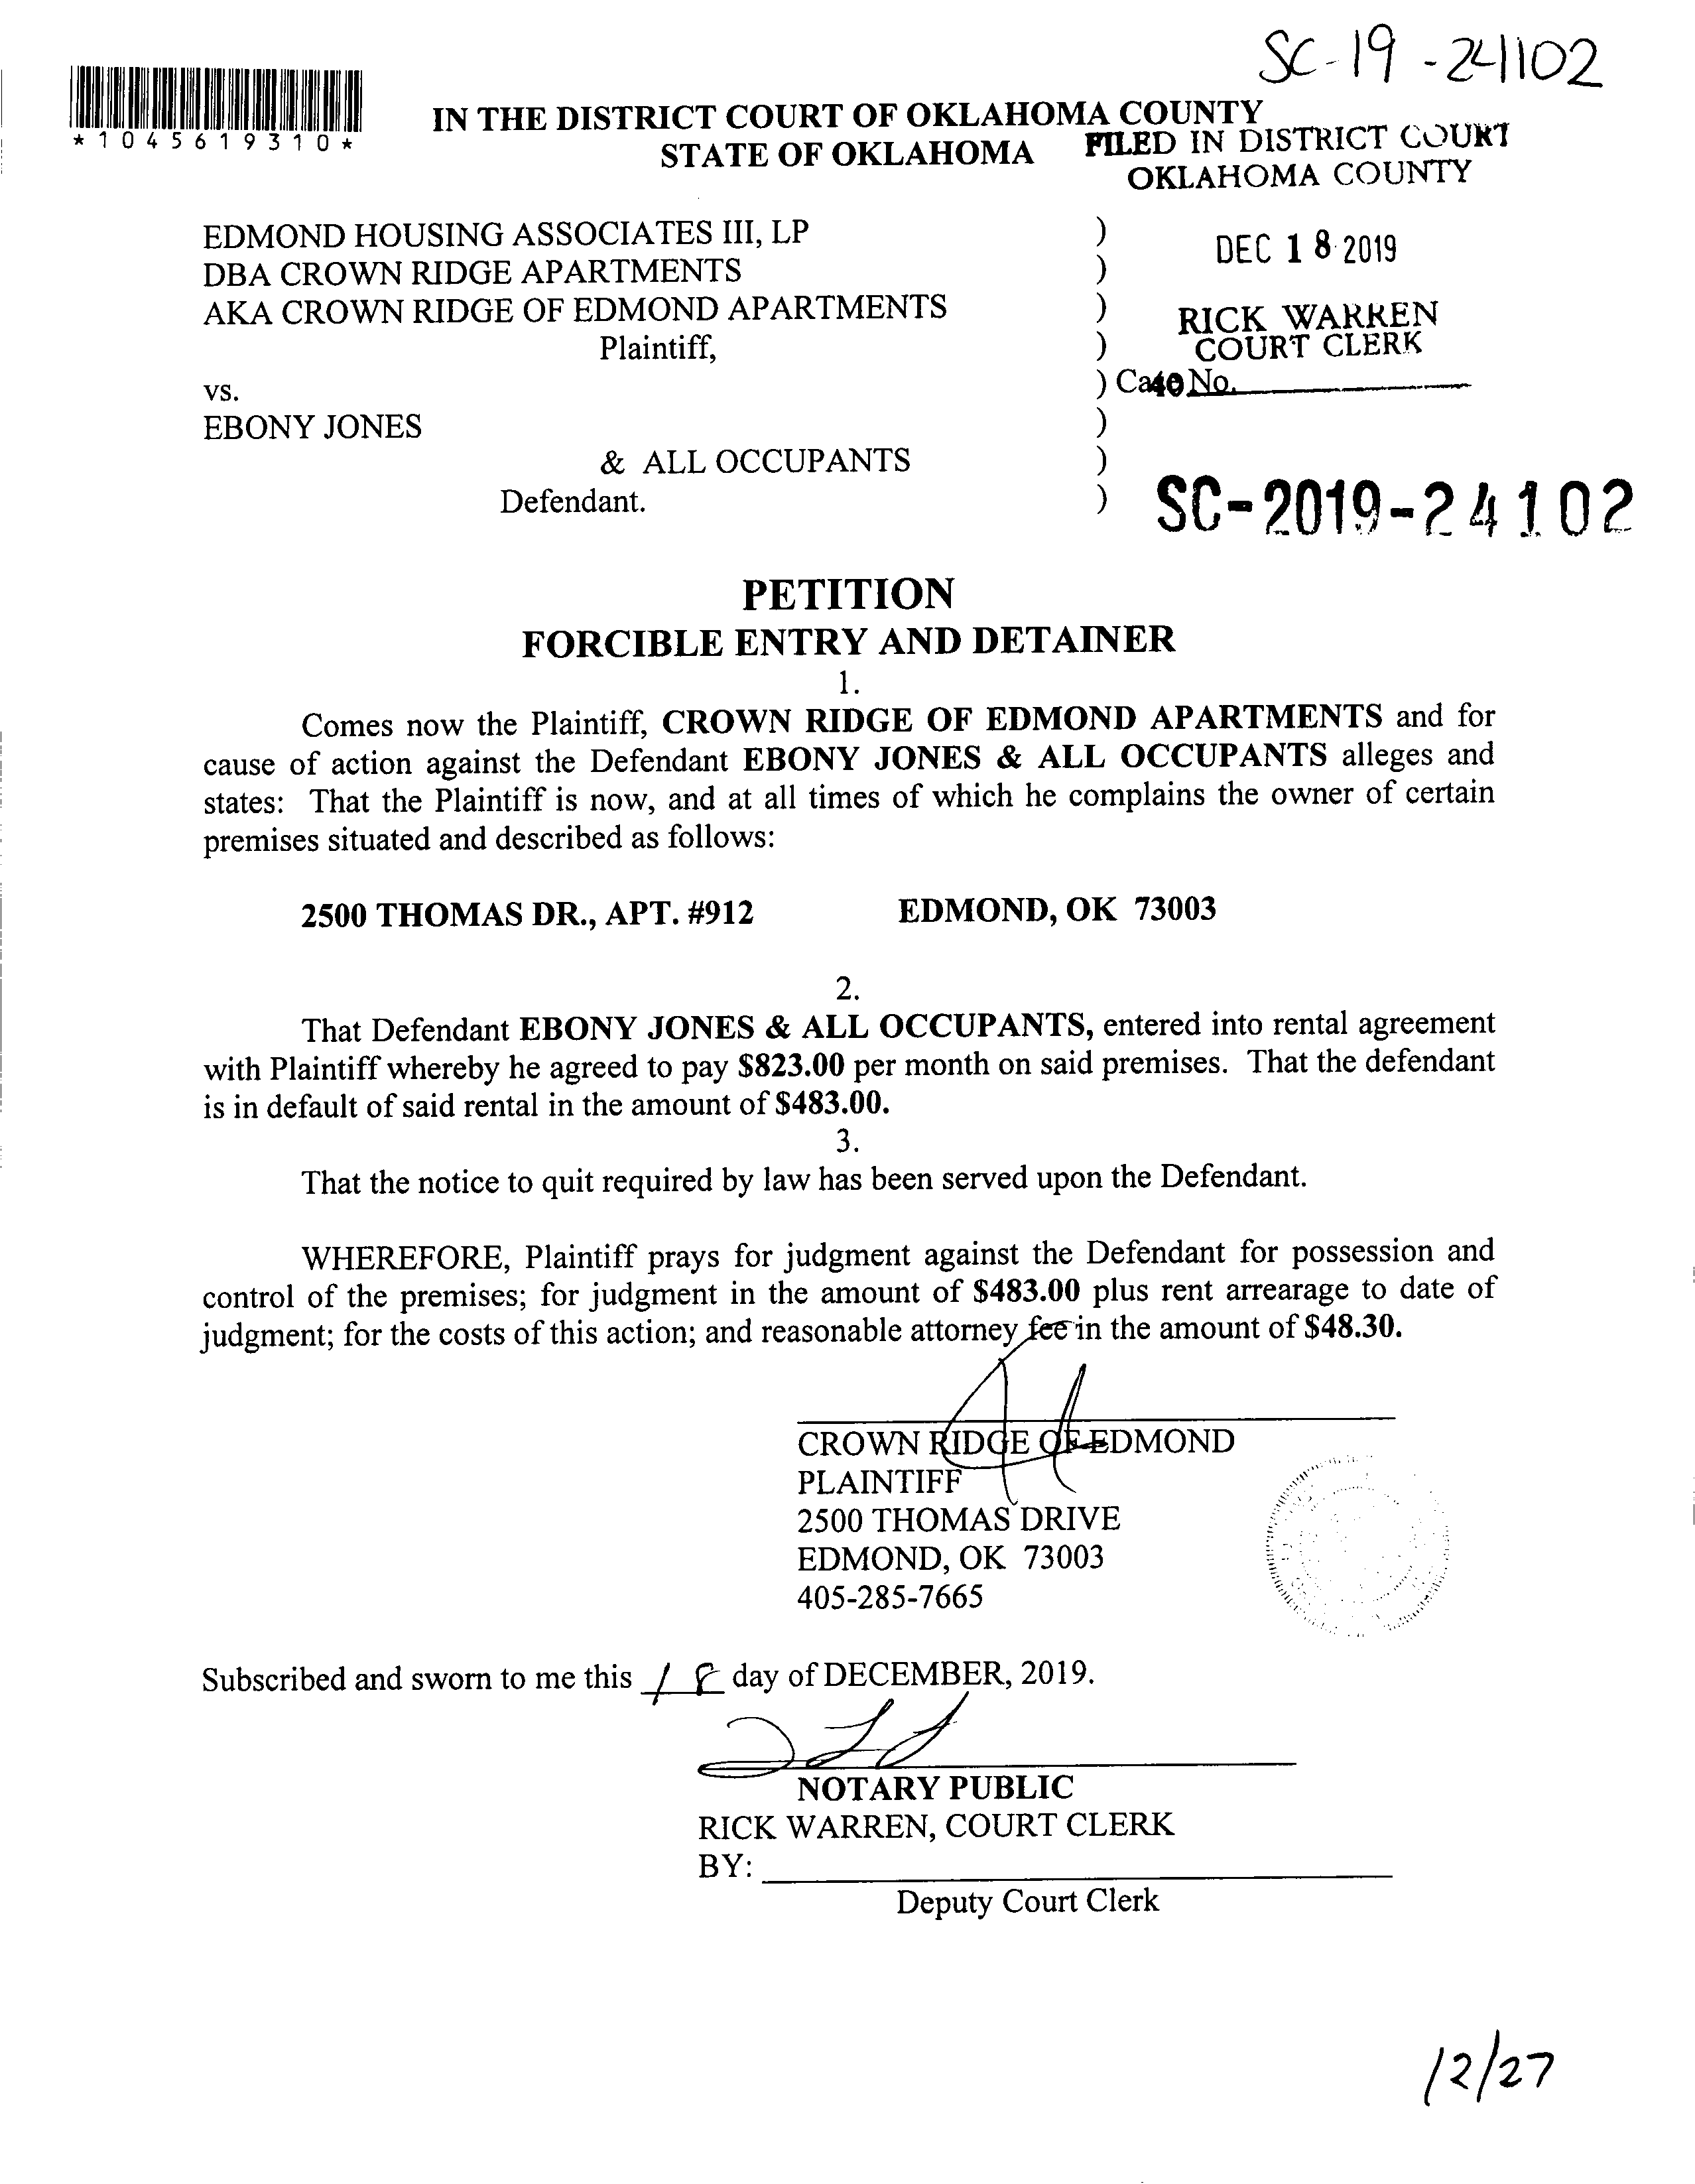 SC-19-24102
*1045619310*
IN THE DISTRICT COURT OF OKLAHOMA COUNTY
STATE OF OKLAHOMA
FILED IN DISTRICT COURT
OKLAHOMA COUNTY
EDMOND HOUSING ASSOCIATES III, LP )
DBA CROWN RIDGE APARTMENTS )
AKA CROWN RIDGE OF EDMOND APARTMENTS )
Plaintiff, )
DEC 18 2019
RICK WARREN
COURT CLERK
vs. ) Case No.
40
EBONY JONES )
& ALL OCCUPANTS )
Defendant. )
SC-2019-24102
PETITION
FORCIBLE ENTRY AND DETAINER
1.
Comes now the Plaintiff, CROWN RIDGE OF EDMOND APARTMENTS and for
cause of action against the Defendant EBONY JONES & ALL OCCUPANTS alleges and
states: That the Plaintiff is now, and at all times of which he complains the owner of certain
premises situated and described as follows:
2500 THOMAS DR., APT. #912 EDMOND, OK 73003
2.
That Defendant EBONY JONES & ALL OCCUPANTS, entered into rental agreement
with Plaintiff whereby he agreed to pay $823.00 per month on said premises. That the defendant
is in default of said rental in the amount of $483.00.
3.
That the notice to quit required by law has been served upon the Defendant.
WHEREFORE, Plaintiff prays for judgment against the Defendant for possession and
control of the premises; for judgment in the amount of $483.00 plus rent arrearage to date of
judgment; for the costs of this action; and reasonable attorney fee in the amount of $48.30.
CROWN RIDGE OF EDMOND
PLAINTIFF
2500 THOMAS DRIVE
EDMOND, OK 73003
405-285-7665
Subscribed and sworn to me this 18 day of DECEMBER, 2019.
NOTARY PUBLIC
RICK WARREN, COURT CLERK
BY:
Deputy Court Clerk
12/27